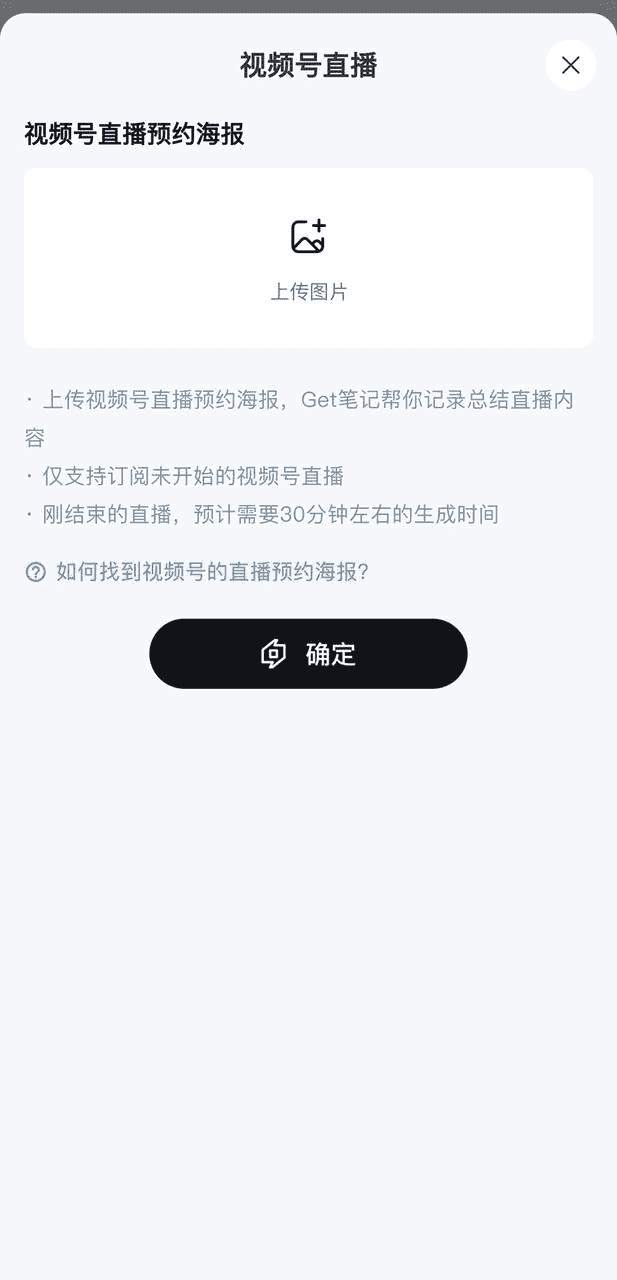 视频号直播
视频号直播预约海报
上传图片
· 上传视频号直播预约海报，Get笔记帮你记录总结直播内
容
· 仅支持订阅未开始的视频号直播
· 刚结束的直播，预计需要30分钟左右的生成时间
如何找到视频号的直播预约海报？
确定